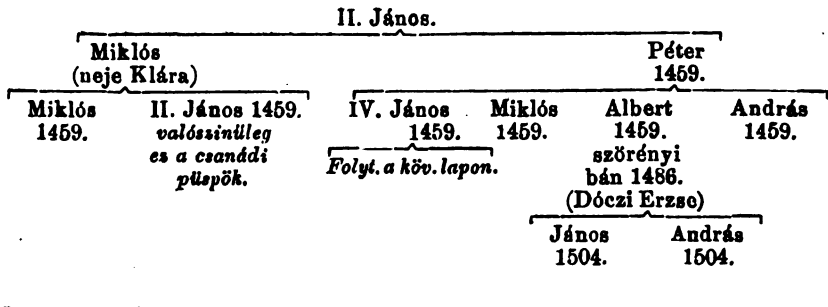 II. János.
Miklós Péter
(neje Klára) 1459.
Miklós II. János 1459. IV. János Miklós Albert András
1459. valószinüleg 1459. 1459. 1459. 1459.
es a csanádi Folyt. a köv. lapon. szörényi
püspök. bán 1486.
(Dóczi Erzse)
János András
1504. 1504.